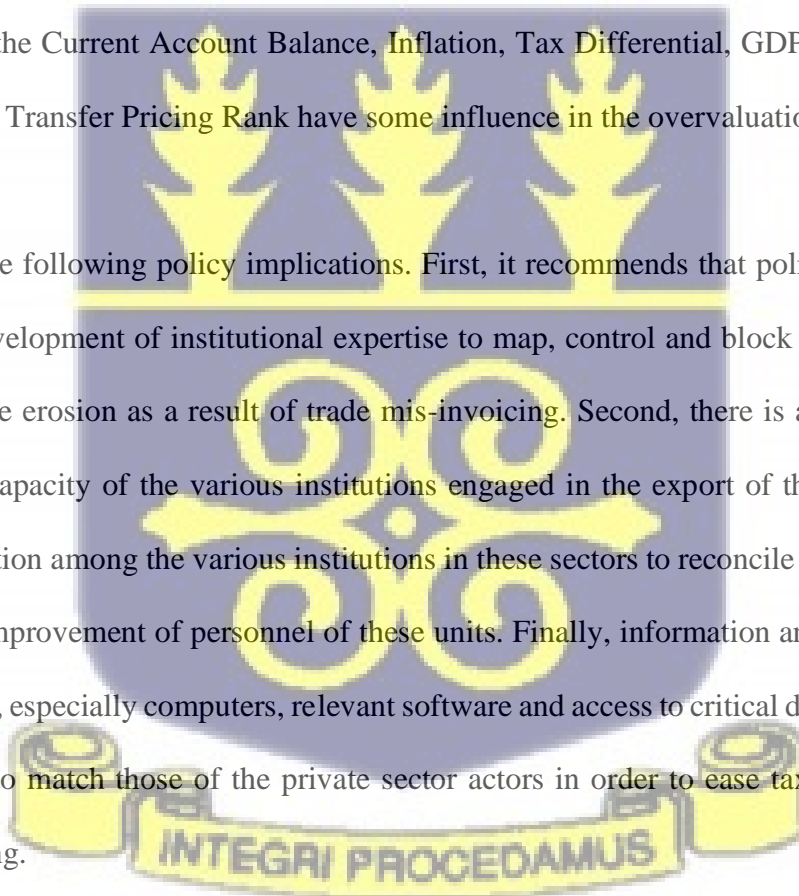 the Current Account Balance, Inflation, Tax Differential, GDP
Transfer Pricing Rank have some influence in the overvaluatio
e following policy implications. First, it recommends that poli
velopment of institutional expertise to map, control and block
e erosion as a result of trade mis-invoicing. Second, there is a
apacity of the various institutions engaged in the export of th
tion among the various institutions in these sectors to reconcile
mprovement of personnel of these units. Finally, information an
, especially computers, relevant software and access to critical d
o match those of the private sector actors in order to ease tax
g.
INTEGRI PROCEDAMUS